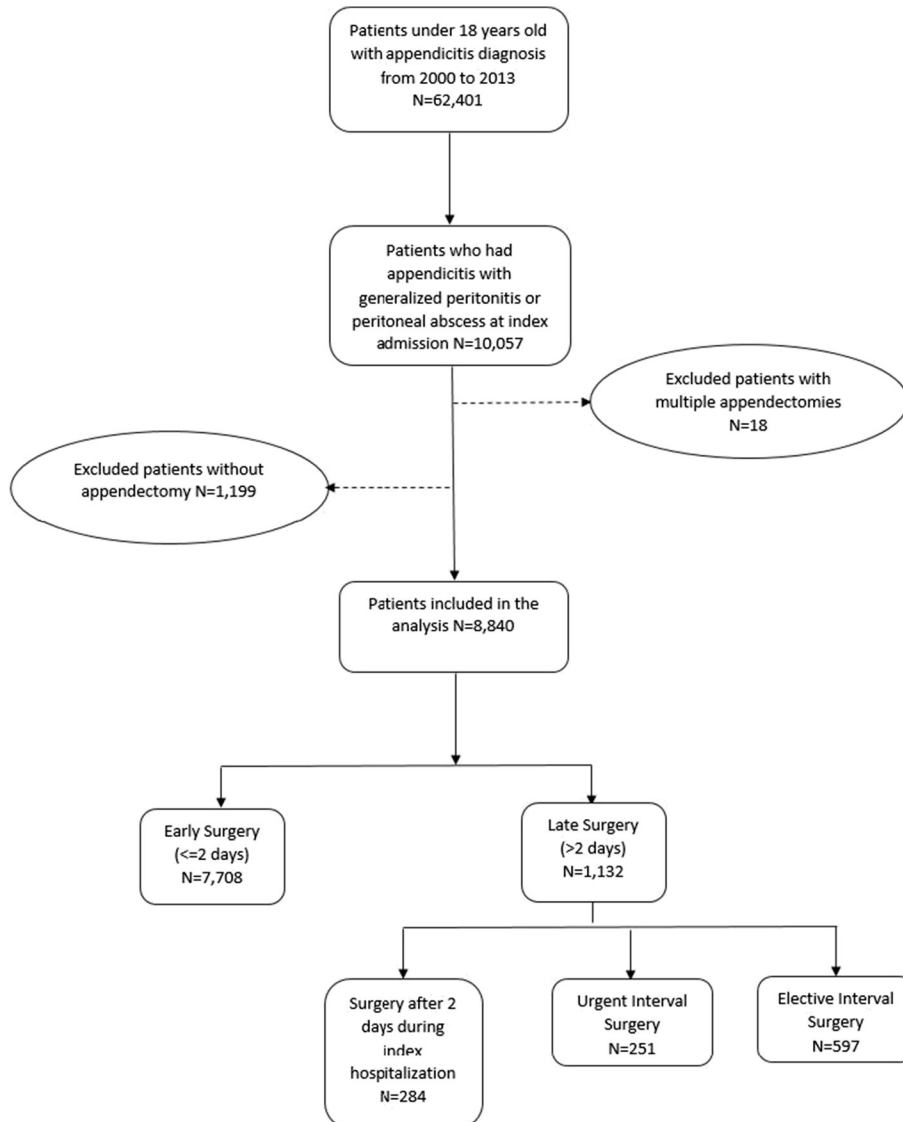 Patients under 18 years old
with appendicitis diagnosis
from 2000 to 2013
N=62,401
Patients who had
appendicitis with
generalized peritonitis or
peritoneal abscess at index
admission N=10,057
Excluded patients with
multiple appendectomies
N=18
Excluded patients without
appendectomy N=1,199
Patients included in the
analysis N=8,840
Early Surgery
(<=2 days)
N=7,708
Late Surgery
(>2 days)
N=1,132
Surgery after 2
days during
index
hospitalization
N=284
Urgent Interval
Surgery
N=251
Elective Interval
Surgery
N=597